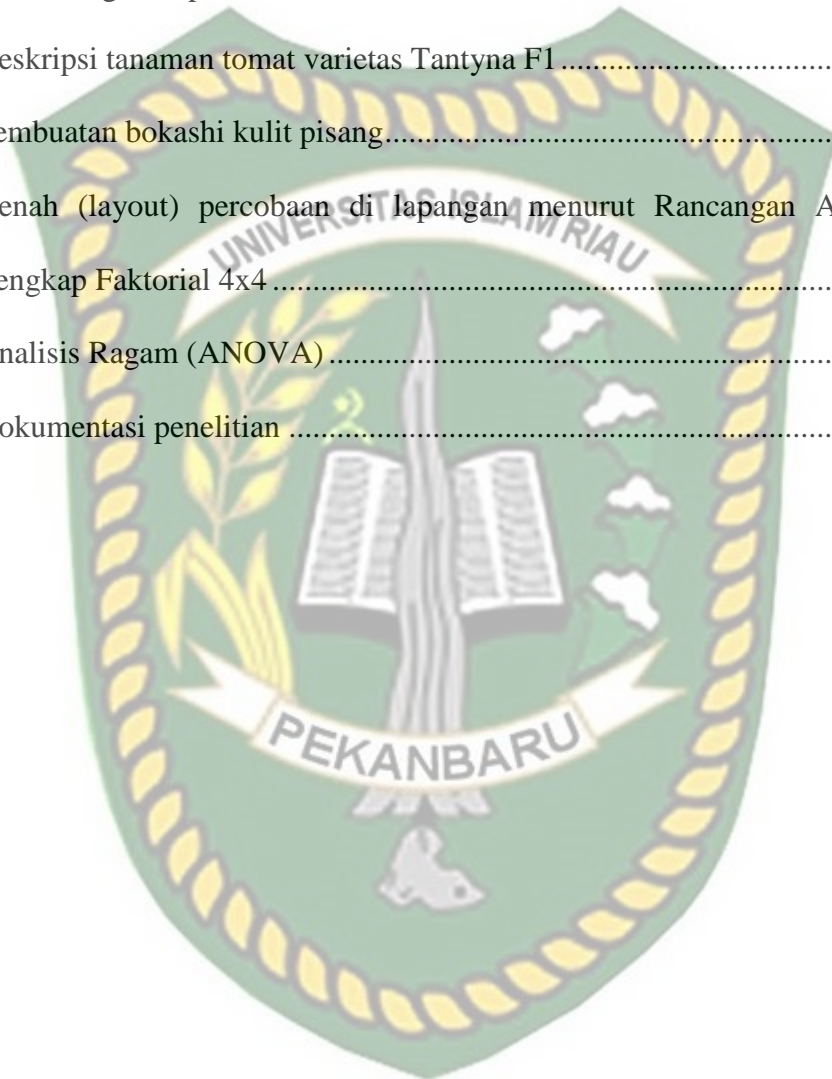 eskripsi tanaman tomat varietas Tantyna F1......................................
embuatan bokashi kulit pisang.................................................................
enah (layout) percobaan di lapangan menurut Rancangan A
UNIVERSITAS ISLAM RIAU
engkap Faktorial 4x4.................................................................................
nalisis Ragam (ANOVA)..........................................................................
okumentasi penelitian ...............................................................................
PEKANBARU